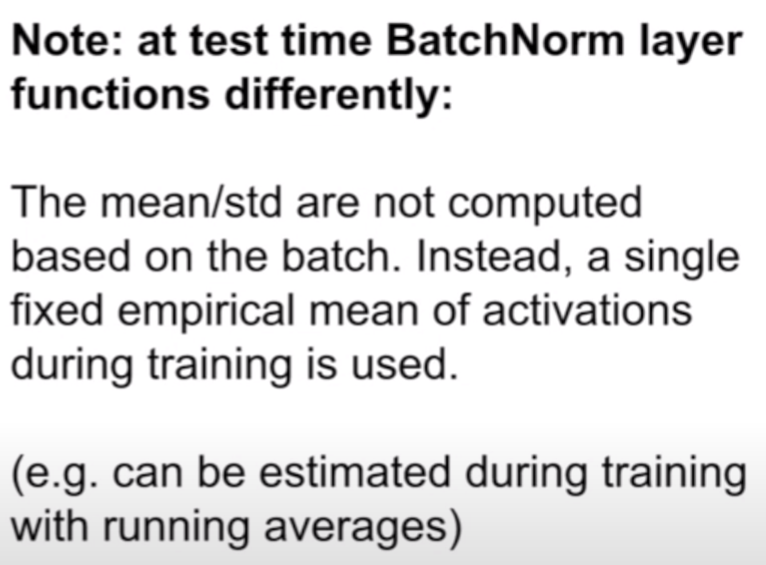 Note: at test time BatchNorm layer
functions differently:
The mean/std are not computed
based on the batch. Instead, a single
fixed empirical mean of activations
during training is used.
(e.g. can be estimated during training
with running averages)